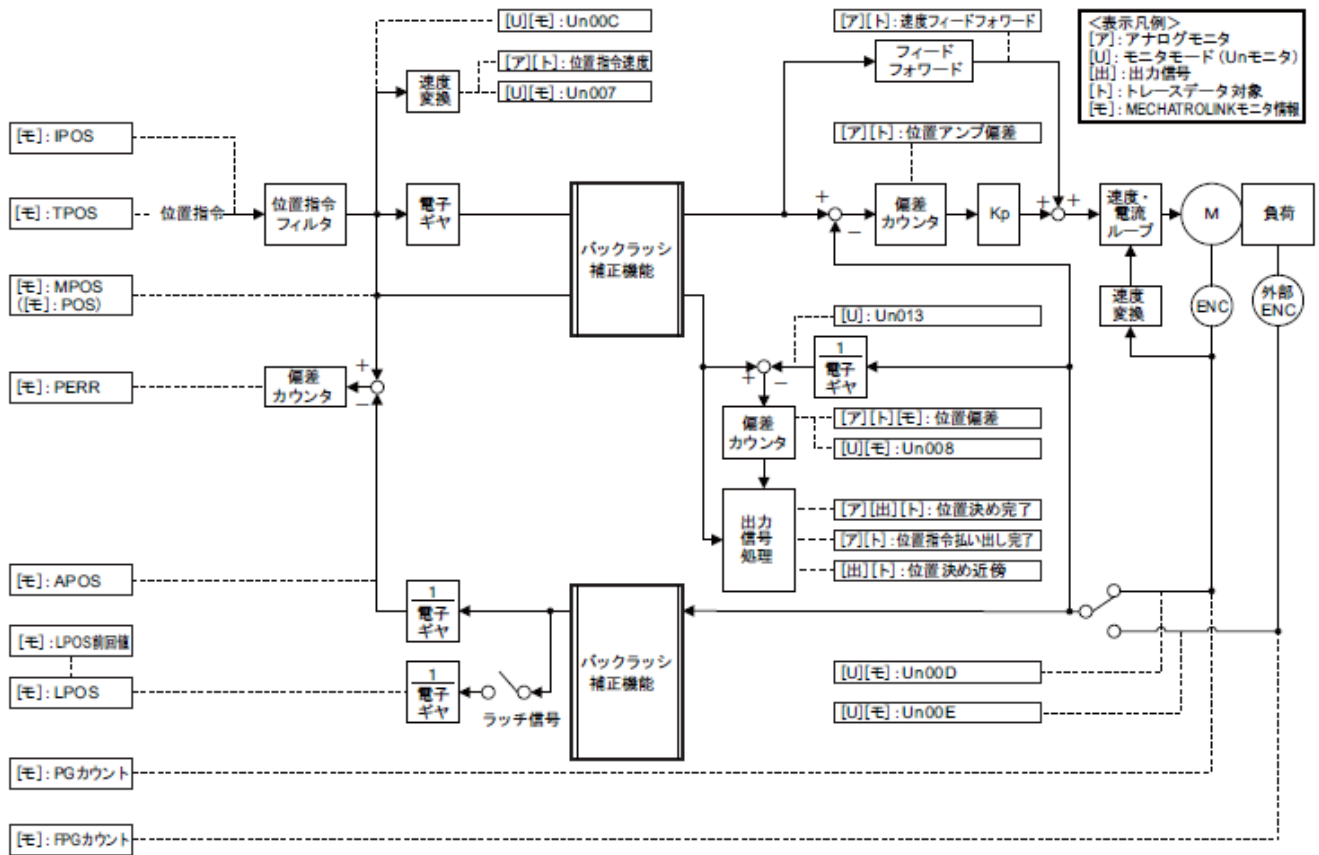 [U][モ]:Un00C
[ア][ト]:速度フィードフォワード
<表示凡例>
[ア]:アナログモニタ
[U]:モニタモード(Unモニタ)
[出]:出力信号
[ト]:トレースデータ対象
[モ]:MECHATROLINKモニタ情報
速度
変換
[ア][ト]:位置指令速度
[U][モ]:Un007
フィード
フォワード
[モ]:IPOS
[ア][ト]:位置アンプ偏差
[モ]:TPOS
位置指令
位置指令
フィルタ
電子
ギヤ
バックラッシ
補正機能
+
−
偏差
カウンタ
Kp
+
+
速度・
電流
ループ
M
負荷
[モ]:MPOS
([モ]:POS)
速度
変換
ENC
外部
ENC
[U]:Un013
[モ]:PERR
偏差
カウンタ
+
−
+
−
1
電子
ギヤ
偏差
カウンタ
[ア][ト][モ]:位置偏差
[U][モ]:Un008
出力
信号
処理
[ア][出][ト]:位置決め完了
[ア][ト]:位置指令払い出し完了
[出][ト]:位置決め近傍
[モ]:APOS
1
電子
ギヤ
[モ]:LPOS前回値
[モ]:LPOS
1
電子
ギヤ
ラッチ信号
バックラッシ
補正機能
[U][モ]:Un00D
[U][モ]:Un00E
[モ]:PGカウント
[モ]:FPGカウント